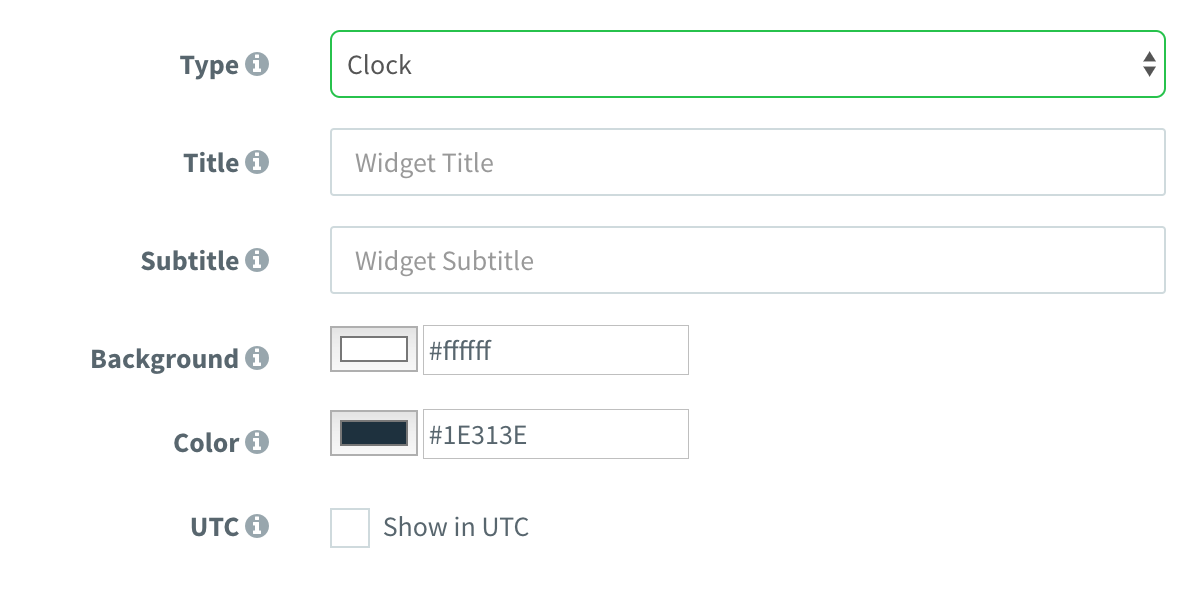 Type
Clock
Title
Widget Title
Subtitle
Widget Subtitle
Background
#ffffff
Color
#1E313E
UTC
Show in UTC